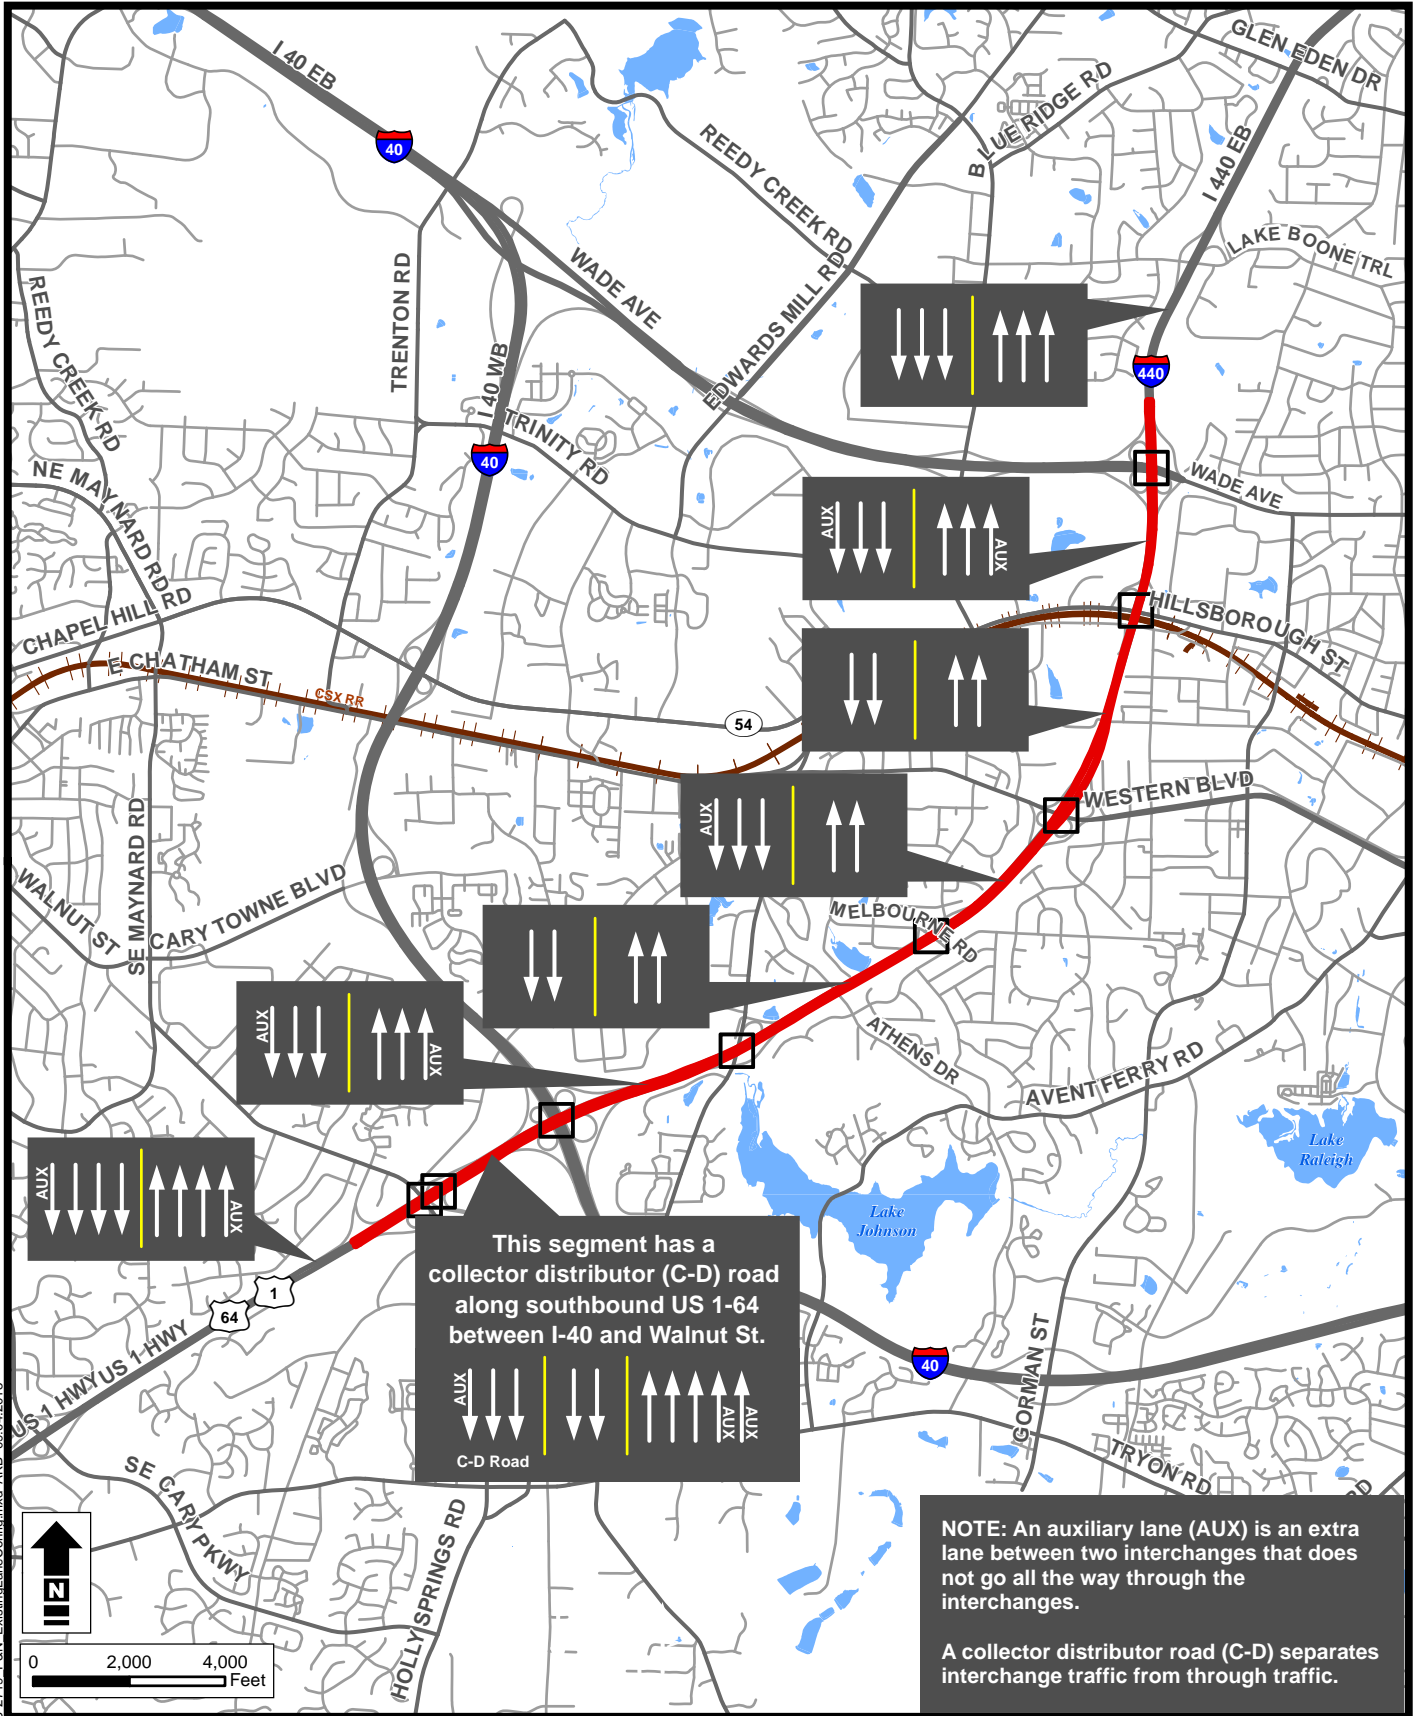 GLEN EDEN DR
I 40 EB
40
BLUE RIDGE RD
REEDY CREEK RD
I 440 EB
LAKE BOONE TRL
WADE AVE
TRENTON RD
EDWARDS MILL RD
REEDY CREEK RD
I 40 WB
440
TRINITY RD
40
NE MAYNARD RD
WADE AVE
AUX
AUX
CHAPEL HILL RD
HILLSBOROUGH ST
E CHATHAM ST
CSX RR
54
WESTERN BLVD
AUX
SE MAYNARD RD
WALNUT ST
CARY TOWNE BLVD
MELBOURNE RD
AUX
AUX
ATHENS DR
AVENT FERRY RD
Lake
Raleigh
AUX
AUX
Lake
Johnson
This segment has a
collector distributor (C-D) road
along southbound US 1-64
between I-40 and Walnut St.
AUX
AUX
AUX
C-D Road
1
64
US 1 HWY
US 1 HWY
40
GORMAN ST
TRYON RD
RD
SE CARY PKWY
HOLLY SPRINGS RD
N
0 2,000 4,000
Feet
NOTE: An auxiliary lane (AUX) is an extra
lane between two interchanges that does
not go all the way through the
interchanges.
A collector distributor road (C-D) separates
interchange traffic from through traffic.